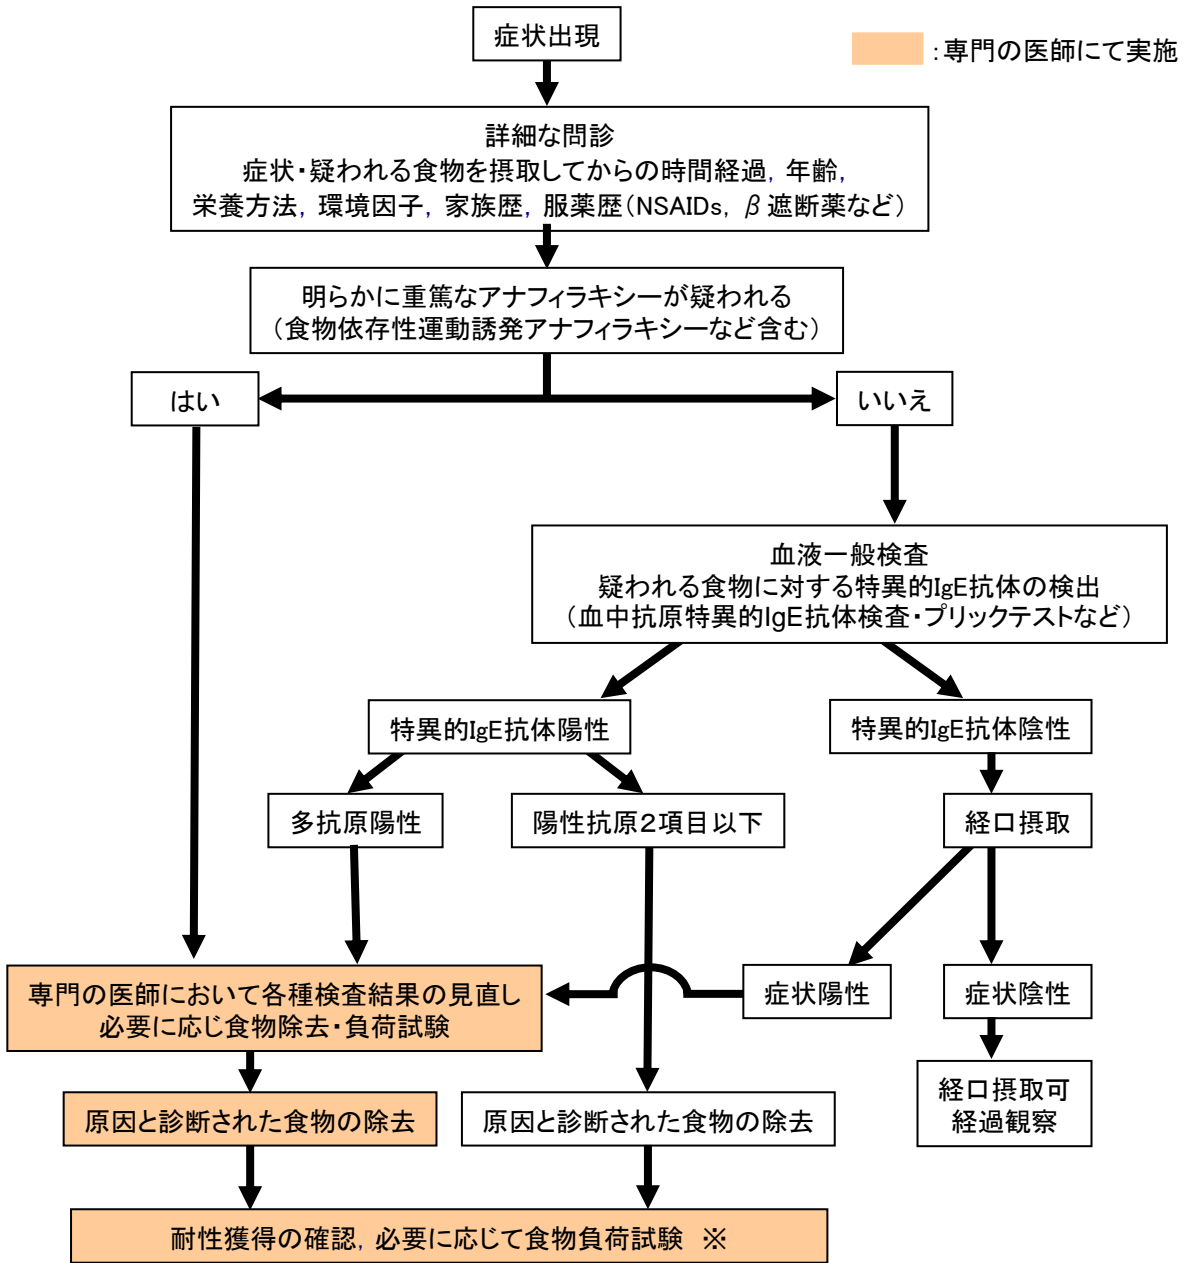 症状出現
：専門の医師にて実施
詳細な問診
症状・疑われる食物を摂取してからの時間経過，年齢，
栄養方法，環境因子，家族歴，服薬歴（NSAIDs，β遮断薬など）
明らかに重篤なアナフィラキシーが疑われる
（食物依存性運動誘発アナフィラキシーなど含む）
はい
いいえ
血液一般検査
疑われる食物に対する特異的IgE抗体の検出
（血中抗原特異的IgE抗体検査・プリックテストなど）
特異的IgE抗体陽性
特異的IgE抗体陰性
多抗原陽性
陽性抗原２項目以下
経口摂取
専門の医師において各種検査結果の見直し
必要に応じ食物除去・負荷試験
症状陽性
症状陰性
原因と診断された食物の除去
原因と診断された食物の除去
経口摂取可
経過観察
耐性獲得の確認，必要に応じて食物負荷試験　※